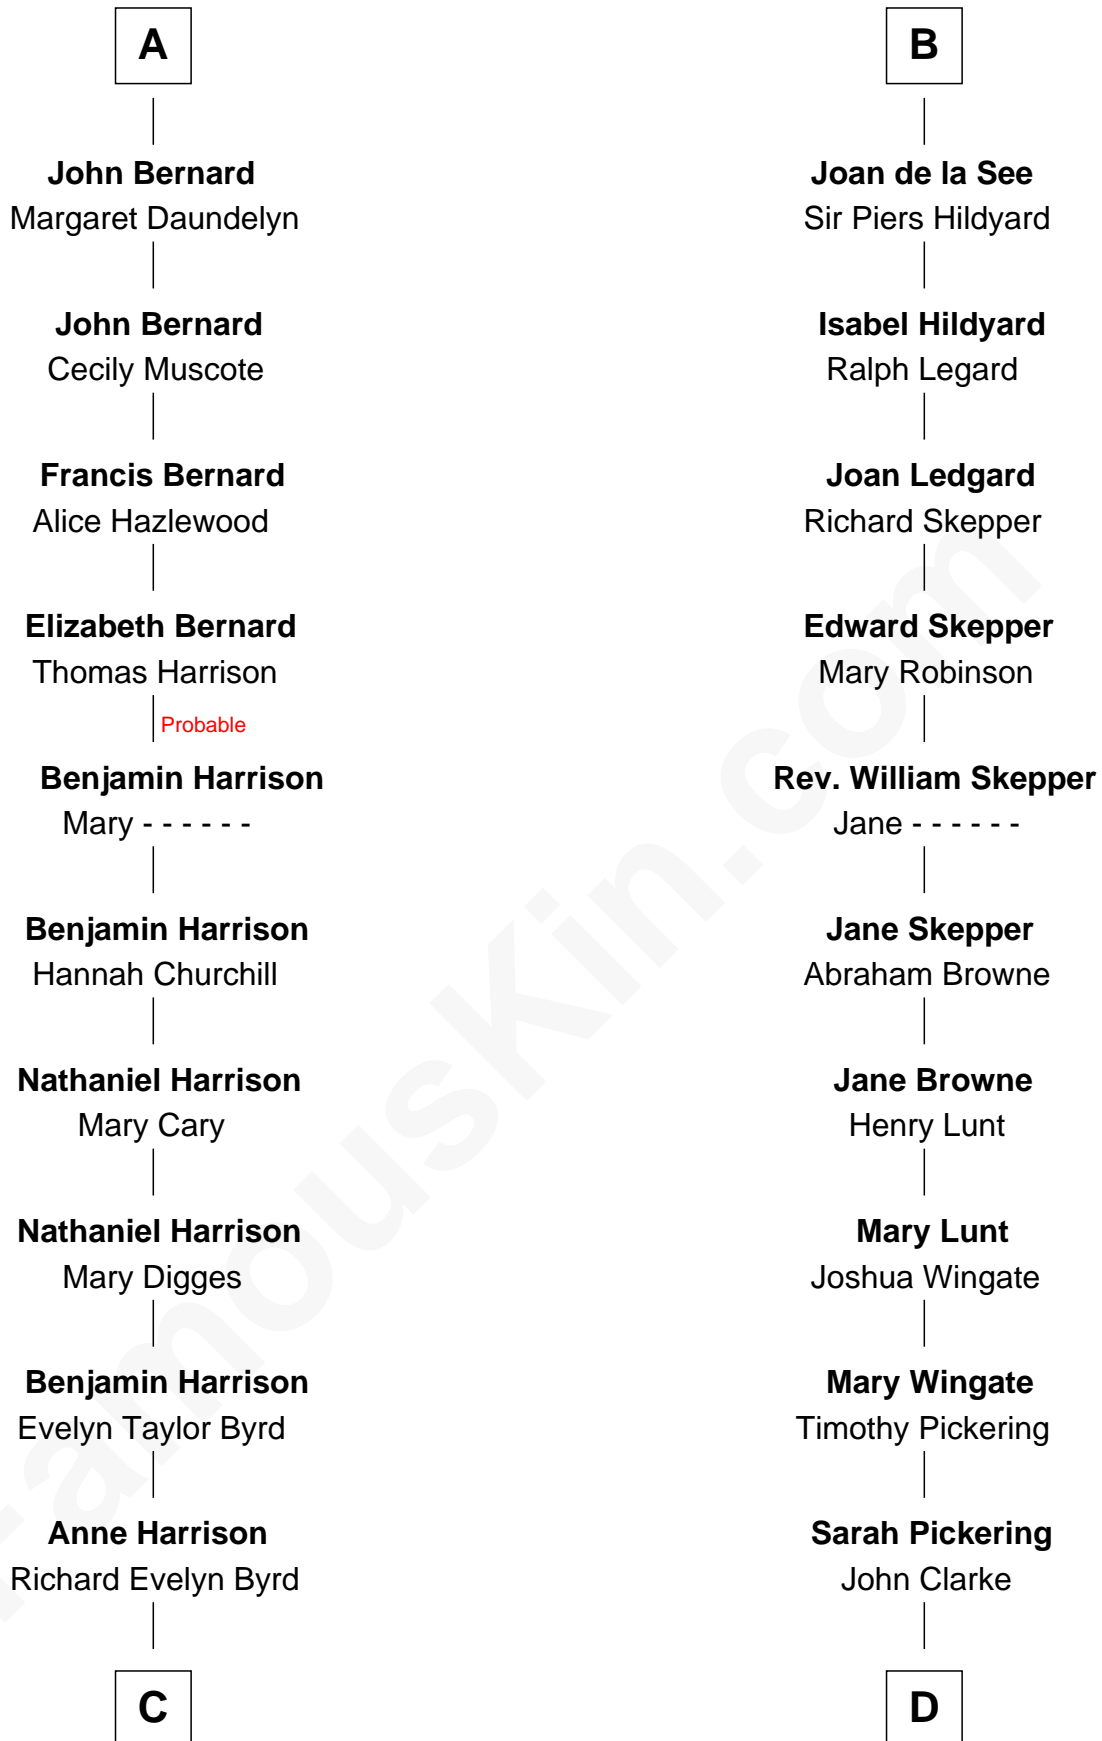 A
John Bernard
Margaret Daundelyn
John Bernard
Cecily Muscote
Francis Bernard
Alice Hazlewood
Elizabeth Bernard
Thomas Harrison
Probable
Benjamin Harrison
Mary - - - - - -
Benjamin Harrison
Hannah Churchill
Nathaniel Harrison
Mary Cary
Nathaniel Harrison
Mary Digges
Benjamin Harrison
Evelyn Taylor Byrd
Anne Harrison
Richard Evelyn Byrd
C
B
Joan de la See
Sir Piers Hildyard
Isabel Hildyard
Ralph Legard
Joan Ledgard
Richard Skepper
Edward Skepper
Mary Robinson
Rev. William Skepper
Jane - - - - - -
Jane Skepper
Abraham Browne
Jane Browne
Henry Lunt
Mary Lunt
Joshua Wingate
Mary Wingate
Timothy Pickering
Sarah Pickering
John Clarke
D
FamousKin.com